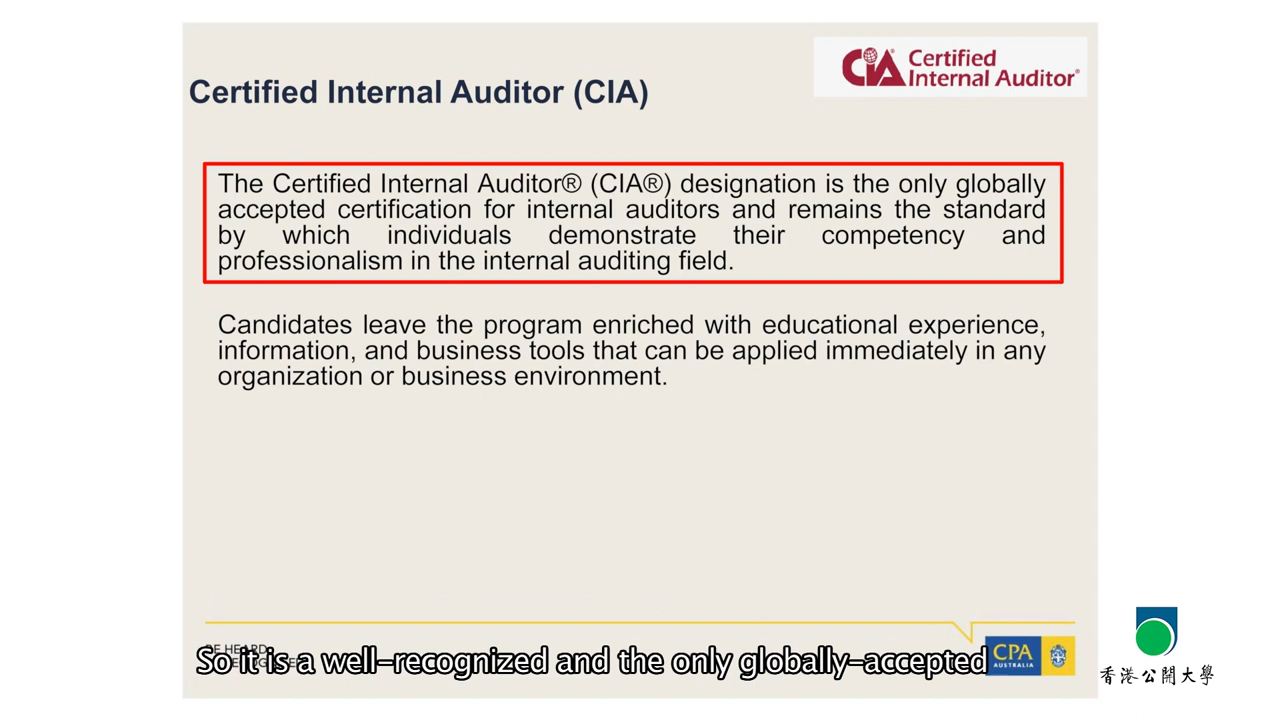 Certified Internal Auditor (CIA)
CIA Certified
Internal Auditor®
The Certified Internal Auditor® (CIA®) designation is the only globally
accepted certification for internal auditors and remains the standard
by which individuals demonstrate their competency and
professionalism in the internal auditing field.
Candidates leave the program enriched with educational experience,
information, and business tools that can be applied immediately in any
organization or business environment.
So it is a well-recognized and the only globally-accepted
CPA
AUSTRALIA
香港公開大學